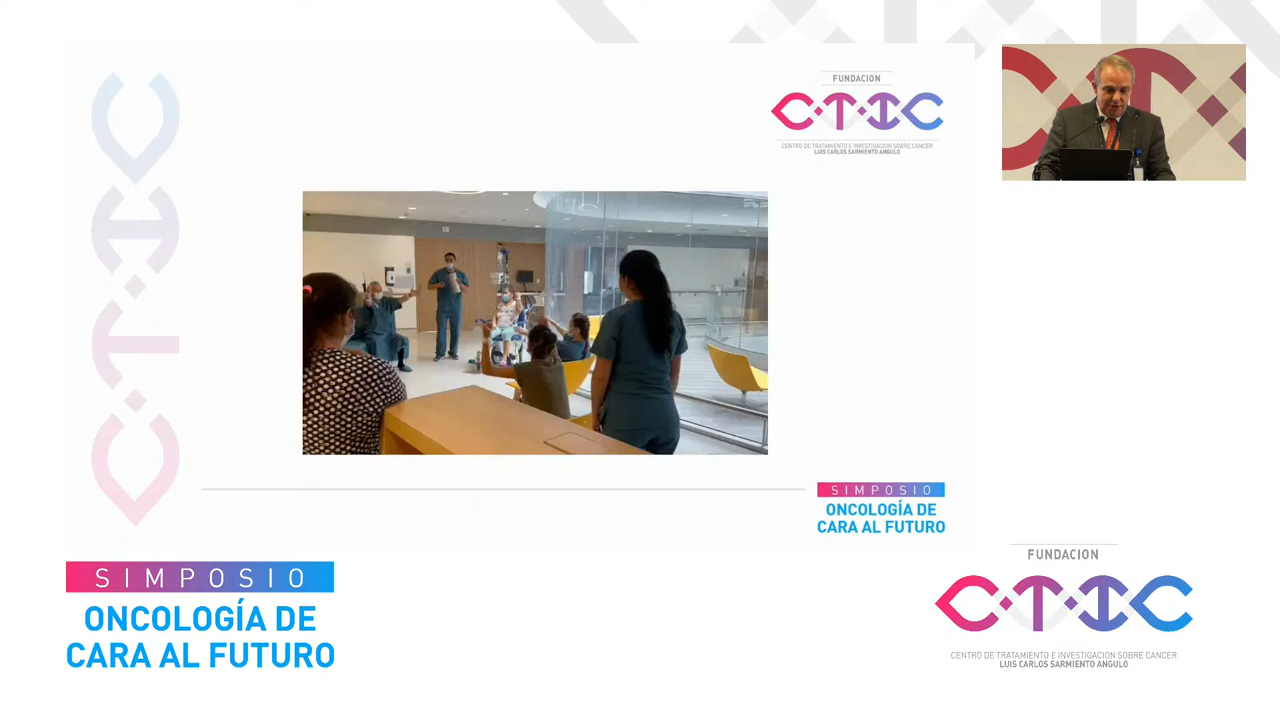 FUNDACION
C·T·I·C
CENTRO DE TRATAMIENTO E INVESTIGACION SOBRE CANCER
LUIS CARLOS SARMIENTO ANGULO
C·T·I·C
SIMPOSIO
ONCOLOGÍA DE
CARA AL FUTURO
SIMPOSIO
ONCOLOGÍA DE
CARA AL FUTURO
FUNDACION
C·T·I·C
CENTRO DE TRATAMIENTO E INVESTIGACION SOBRE CANCER
LUIS CARLOS SARMIENTO ANGULO